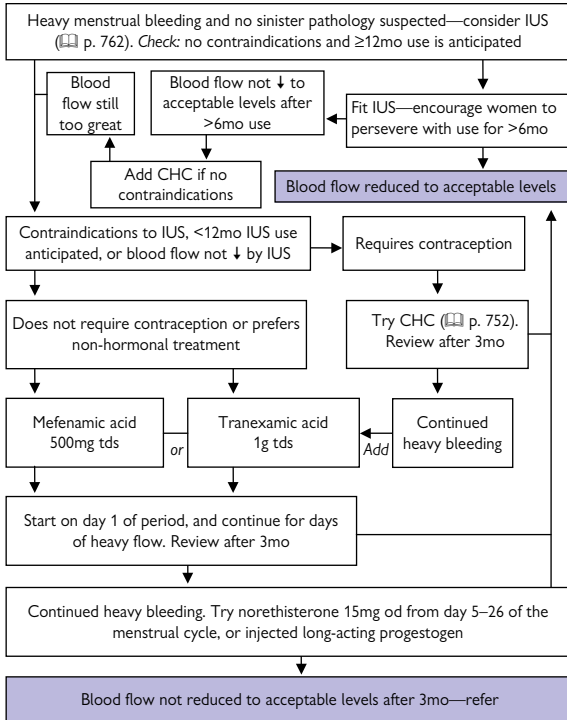 Heavy menstrual bleeding and no sinister pathology suspected—consider IUS
(📖 p. 762). Check: no contraindications and ≥12mo use is anticipated
Blood
flow still
too great
Blood flow not ↓ to
acceptable levels after
>6mo use
Fit IUS—encourage women to
persevere with use for >6mo
Add CHC if no
contraindications
Blood flow reduced to acceptable levels
Contraindications to IUS, <12mo IUS use
anticipated, or blood flow not ↓ by IUS
Requires contraception
Does not require contraception or prefers
non-hormonal treatment
Try CHC (📖 p. 752).
Review after 3mo
Mefenamic acid
500mg tds
or
Tranexamic acid
1g tds
Add
Continued
heavy bleeding
Start on day 1 of period, and continue for days
of heavy flow. Review after 3mo
Continued heavy bleeding. Try norethisterone 15mg od from day 5–26 of the
menstrual cycle, or injected long-acting progestogen
Blood flow not reduced to acceptable levels after 3mo—refer